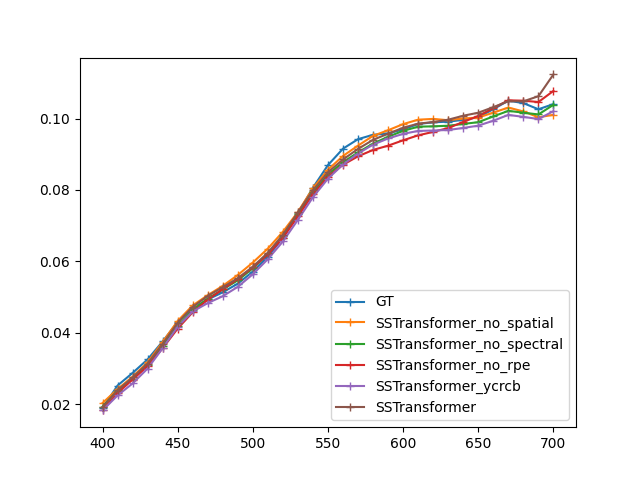 0.10
0.08
0.06
0.04
0.02
GT
SSTransformer_no_spatial
SSTransformer_no_spectral
SSTransformer_no_rpe
SSTransformer_ycrcb
SSTransformer
400 450 500 550 600 650 700